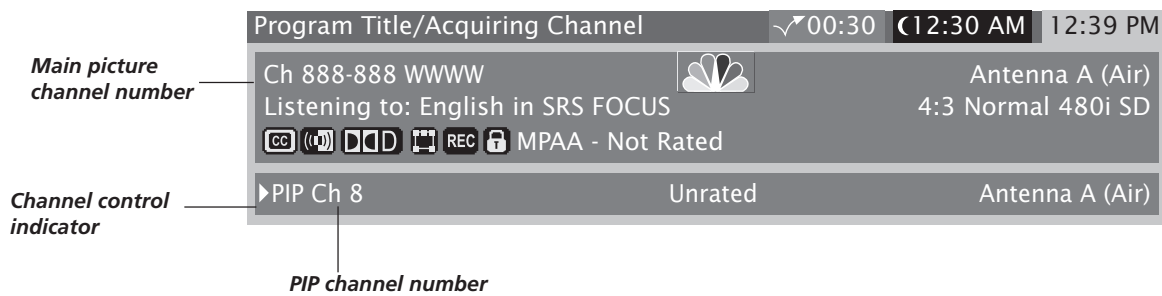 Program Title/Acquiring Channel 00:30 12:30 AM 12:39 PM
Main picture
channel number
Ch 888-888 WWWW Antenna A (Air)
Listening to: English in SRS FOCUS 4:3 Normal 480i SD
CC REC MPAA - Not Rated
Channel control
indicator
PIP Ch 8 Unrated Antenna A (Air)
PIP channel number